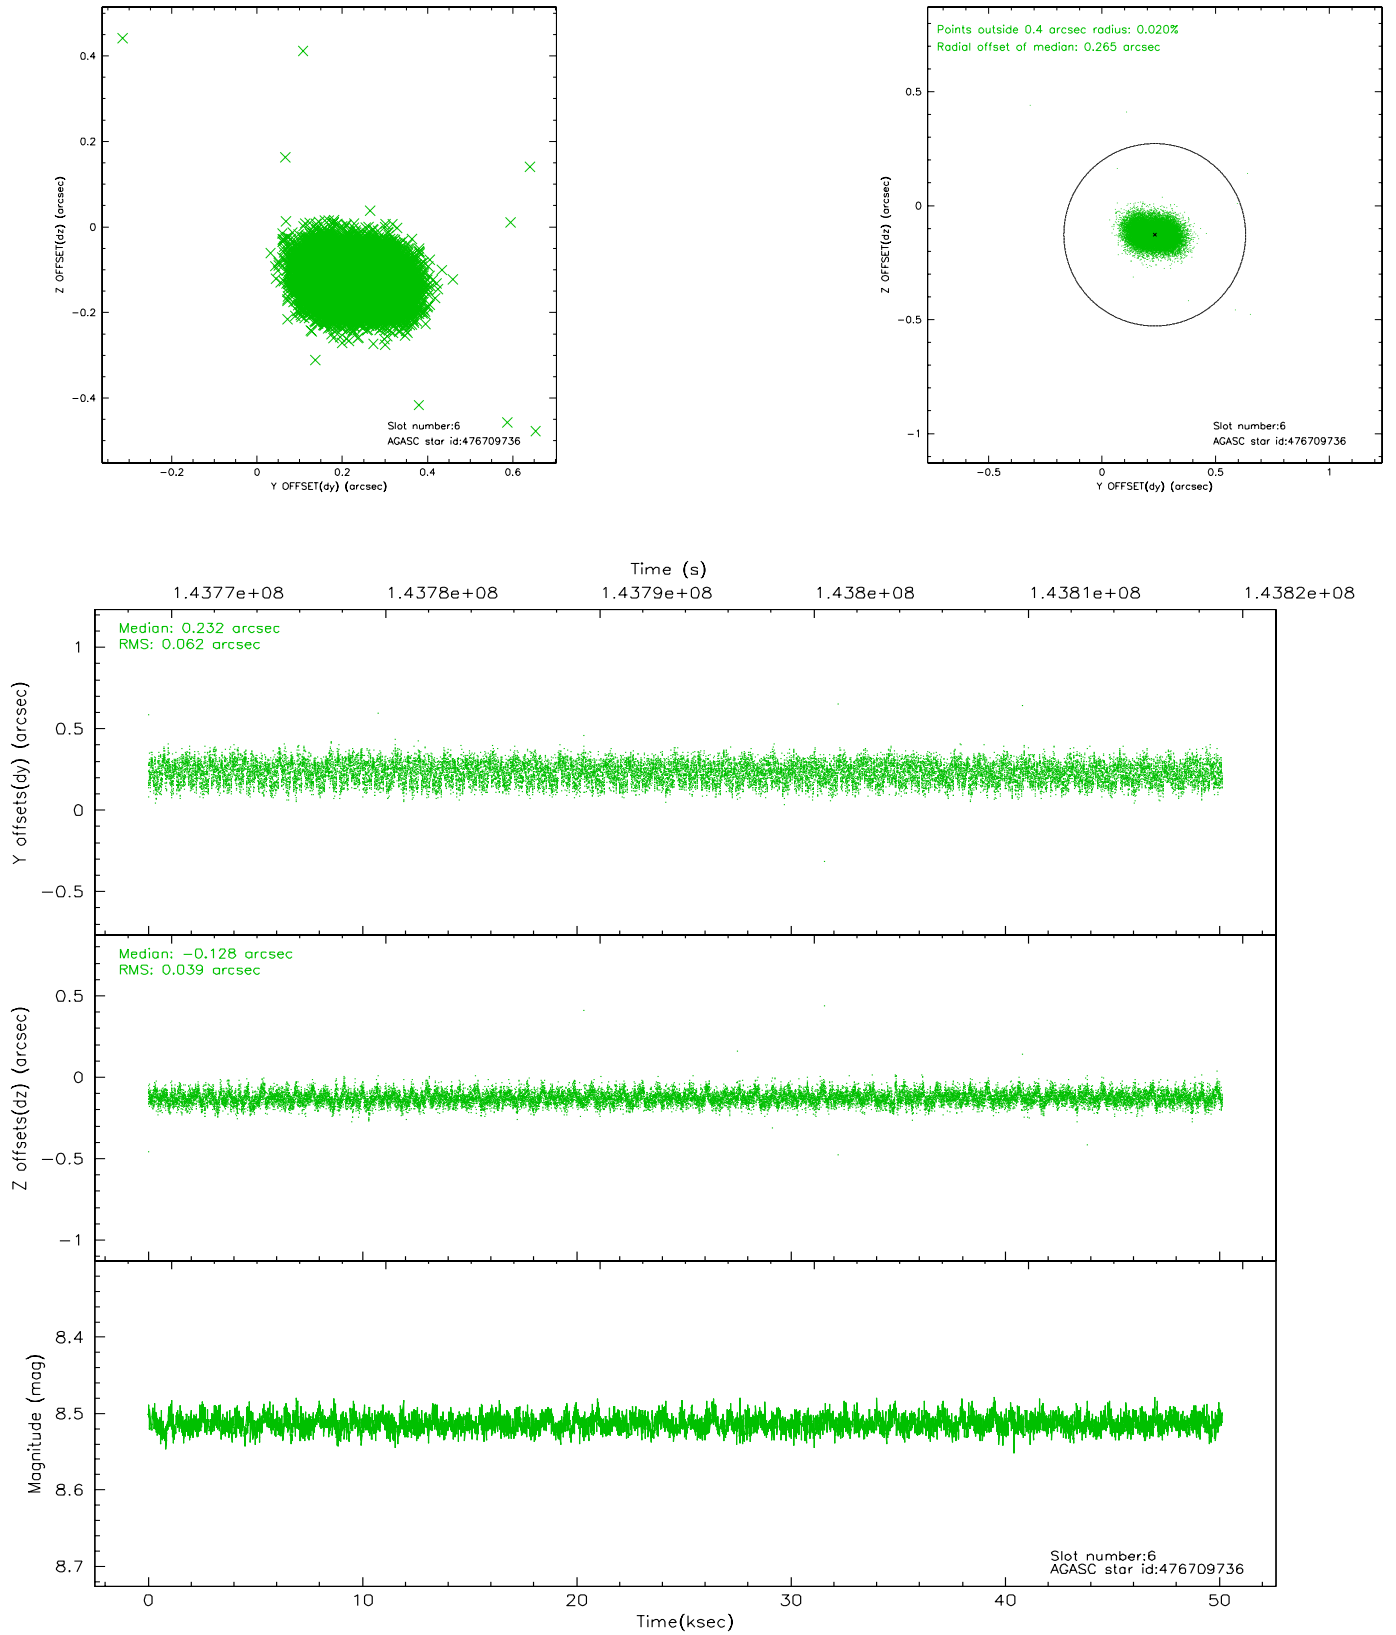 0.4
0.2
0
−0.2
−0.4
Z OFFSET(dz) (arcsec)
Slot number:6
AGASC star id:476709736
−0.2 0 0.2 0.4 0.6
Y OFFSET(dy) (arcsec)
Points outside 0.4 arcsec radius: 0.020%
Radial offset of median: 0.265 arcsec
0.5
0
−0.5
−1
Z OFFSET(dz) (arcsec)
Slot number:6
AGASC star id:476709736
−0.5 0 0.5 1
Y OFFSET(dy) (arcsec)
Time (s)
1.4377e+08 1.4378e+08 1.4379e+08 1.438e+08 1.4381e+08 1.4382e+08
Median: 0.232 arcsec
RMS: 0.062 arcsec
1
0.5
0
−0.5
Y offsets(dy) (arcsec)
Median: −0.128 arcsec
RMS: 0.039 arcsec
0.5
0
−0.5
−1
Z offsets(dz) (arcsec)
8.4
8.5
8.6
8.7
Magnitude (mag)
Slot number:6
AGASC star id:476709736
0 10 20 30 40 50
Time(ksec)